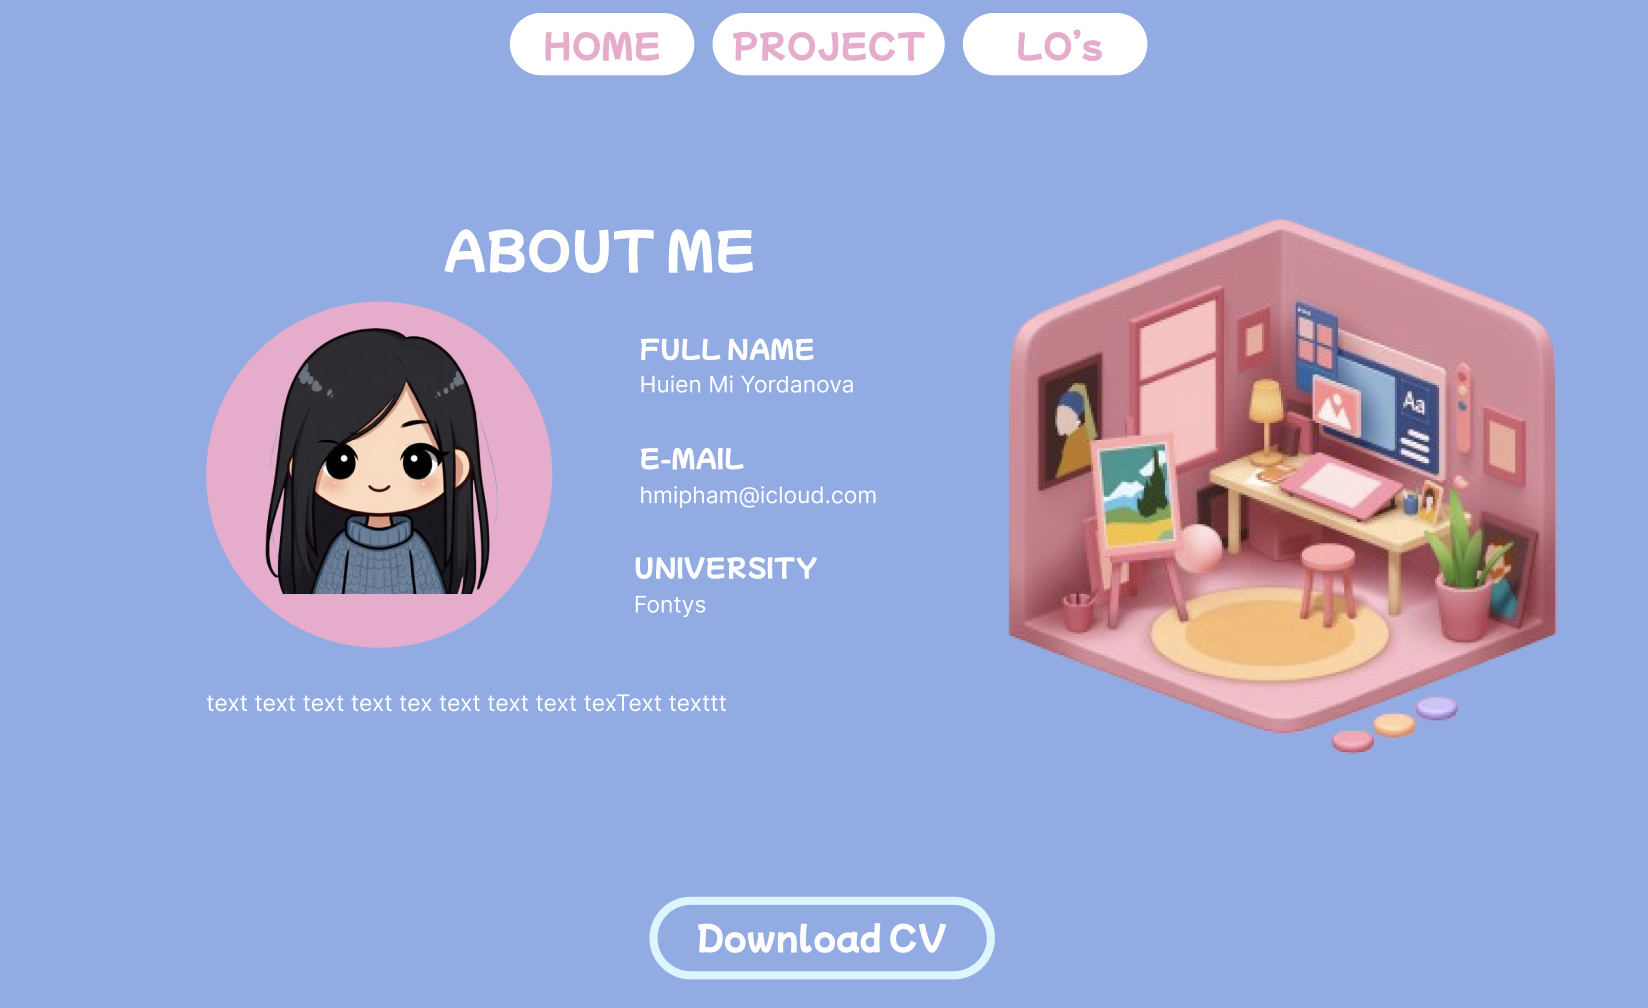 HOME PROJECT LO's
ABOUT ME
FULL NAME
Huien Mi Yordanova
E-MAIL
hmipham@icloud.com
UNIVERSITY
Fontys
text text text text tex text text text texText texttt
Aa
Download CV